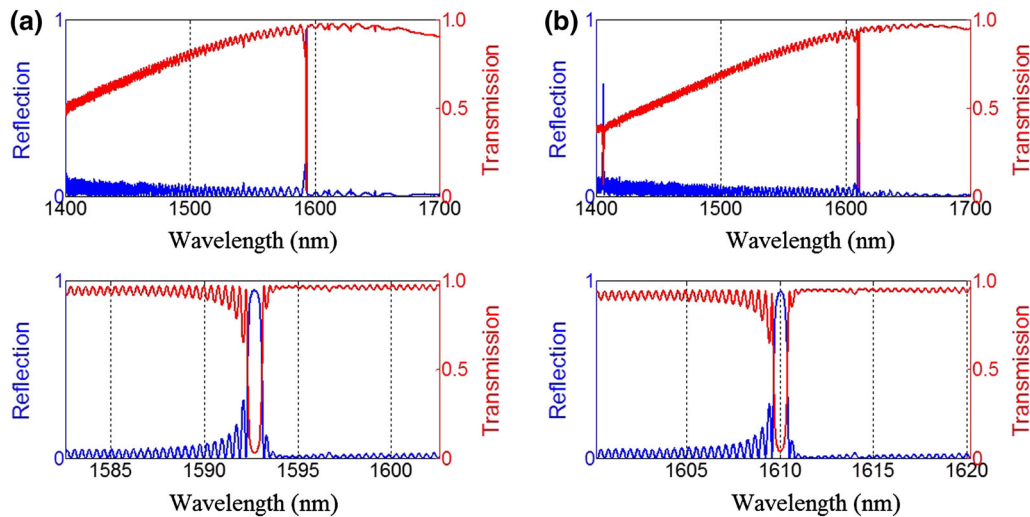 (a)
1
1.0
Reflection
0.5
Transmission
0
0
1400
1500
1600
1700
Wavelength (nm)
(b)
1
1.0
Reflection
0.5
Transmission
0
0
1400
1500
1600
1700
Wavelength (nm)
1
1.0
Reflection
0.5
Transmission
0
0
1585
1590
1595
1600
Wavelength (nm)
1
1.0
Reflection
0.5
Transmission
0
0
1605
1610
1615
1620
Wavelength (nm)